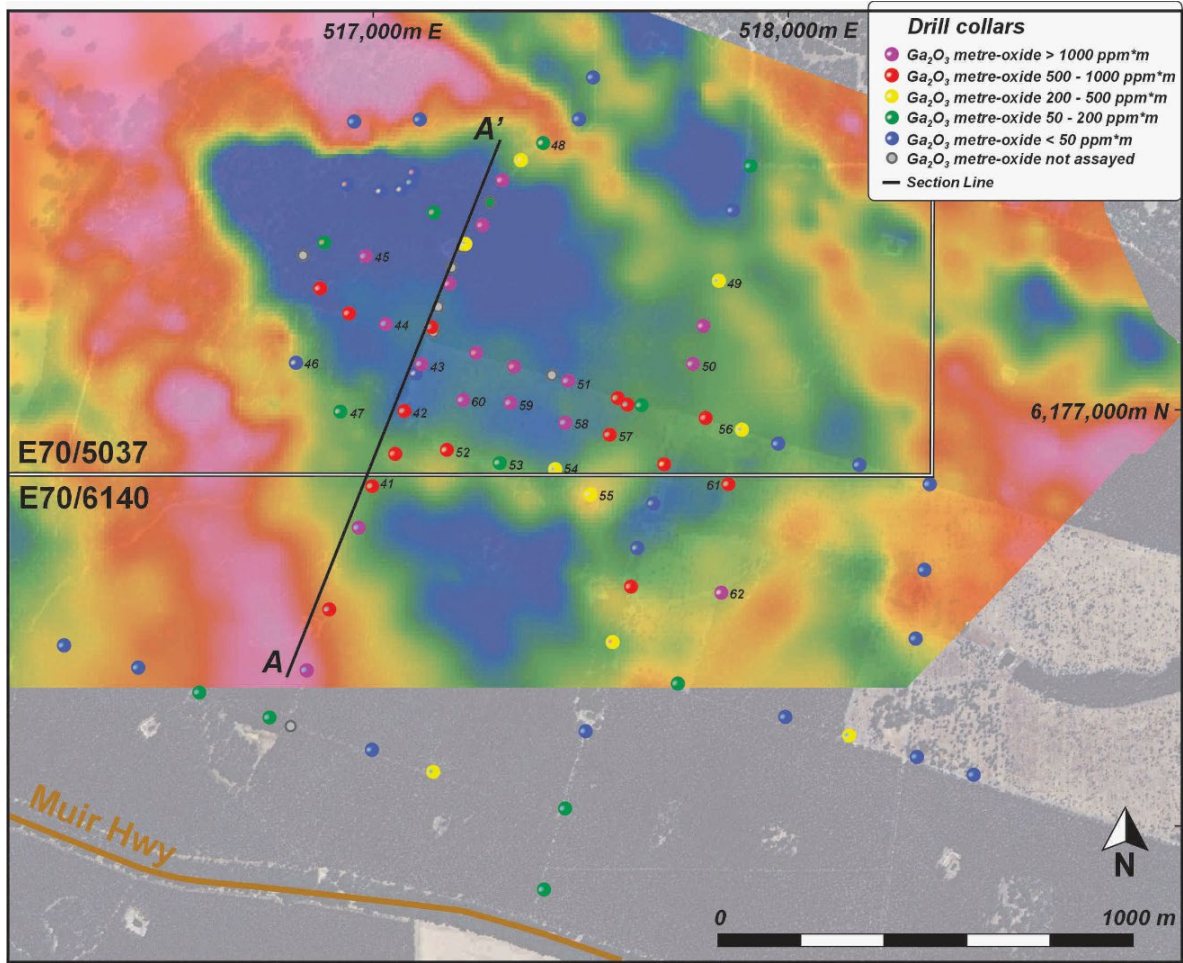 517,000m E
518,000m E
Drill collars
Ga₂O₃ metre-oxide > 1000 ppm*m
Ga₂O₃ metre-oxide 500 - 1000 ppm*m
Ga₂O₃ metre-oxide 200 - 500 ppm*m
Ga₂O₃ metre-oxide 50 - 200 ppm*m
Ga₂O₃ metre-oxide < 50 ppm*m
Ga₂O₃ metre-oxide not assayed
Section Line
A'
48
45
49
44
46
43
50
51
60
59
47
42
6,177,000m N
58
56
57
52
53
54
E70/5037
E70/6140
41
55
61
62
A
Muir Hwy
N
0
1000 m